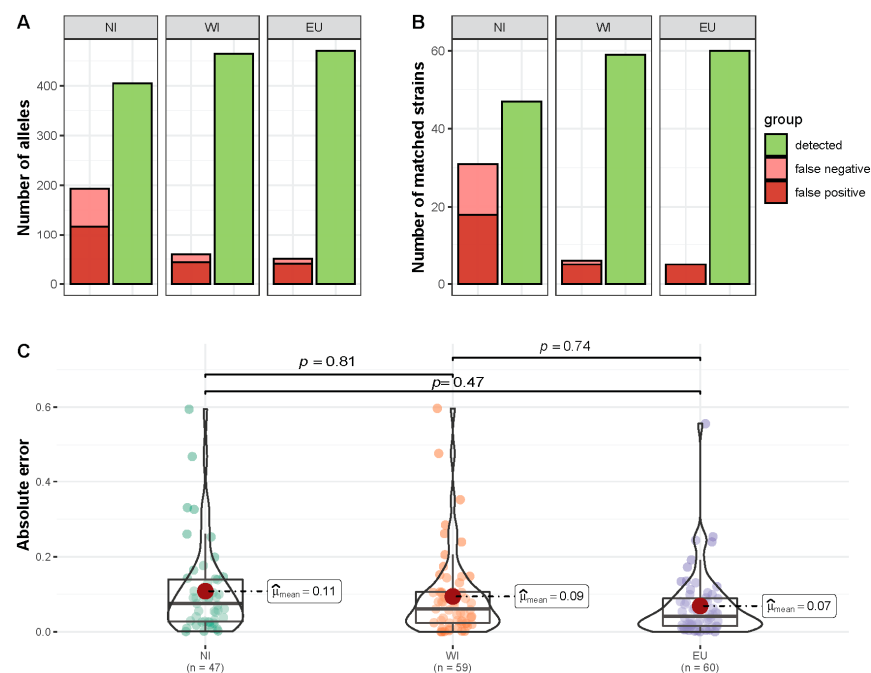 A
NI
WI
EU
Number of alleles
400
300
200
100
0
B
NI
WI
EU
Number of matched strains
60
40
20
0
group
detected
false negative
false positive
C
p = 0.74
p = 0.81
p= 0.47
Absolute error
0.6
0.4
0.2
0.0
μ̂mean = 0.11
μ̂mean = 0.09
μ̂mean = 0.07
NI
(n = 47)
WI
(n = 59)
EU
(n = 60)